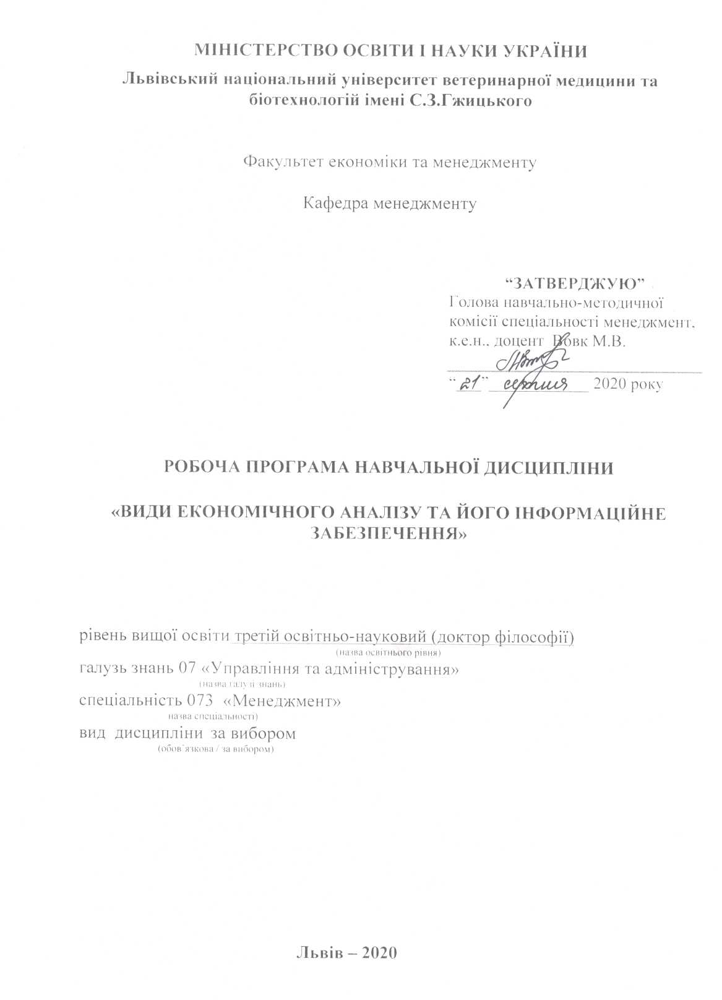 МІНІСТЕРСТВО ОСВІТИ І НАУКИ УКРАЇНИ
Львівський національний університет ветеринарної медицини та
біотехнологій імені С.З.Гжицького
Факультет економіки та менеджменту
Кафедра менеджменту
“ЗАТВЕРДЖУЮ”
Голова навчально-методичної
комісії спеціальності менеджмент,
к.е.н., доцент Вовк М.В.
“21” серпня 2020 року
РОБОЧА ПРОГРАМА НАВЧАЛЬНОЇ ДИСЦИПЛІНИ
«ВИДИ ЕКОНОМІЧНОГО АНАЛІЗУ ТА ЙОГО ІНФОРМАЦІЙНЕ
ЗАБЕЗПЕЧЕННЯ»
рівень вищої освіти третій освітньо-науковий (доктор філософії)
(назва освітнього рівня)
галузь знань 07 «Управління та адміністрування»
(назва галузі знань)
спеціальність 073 «Менеджмент»
назва спеціальності)
вид дисципліни за вибором
(обов'язкова / за вибором)
Львів – 2020